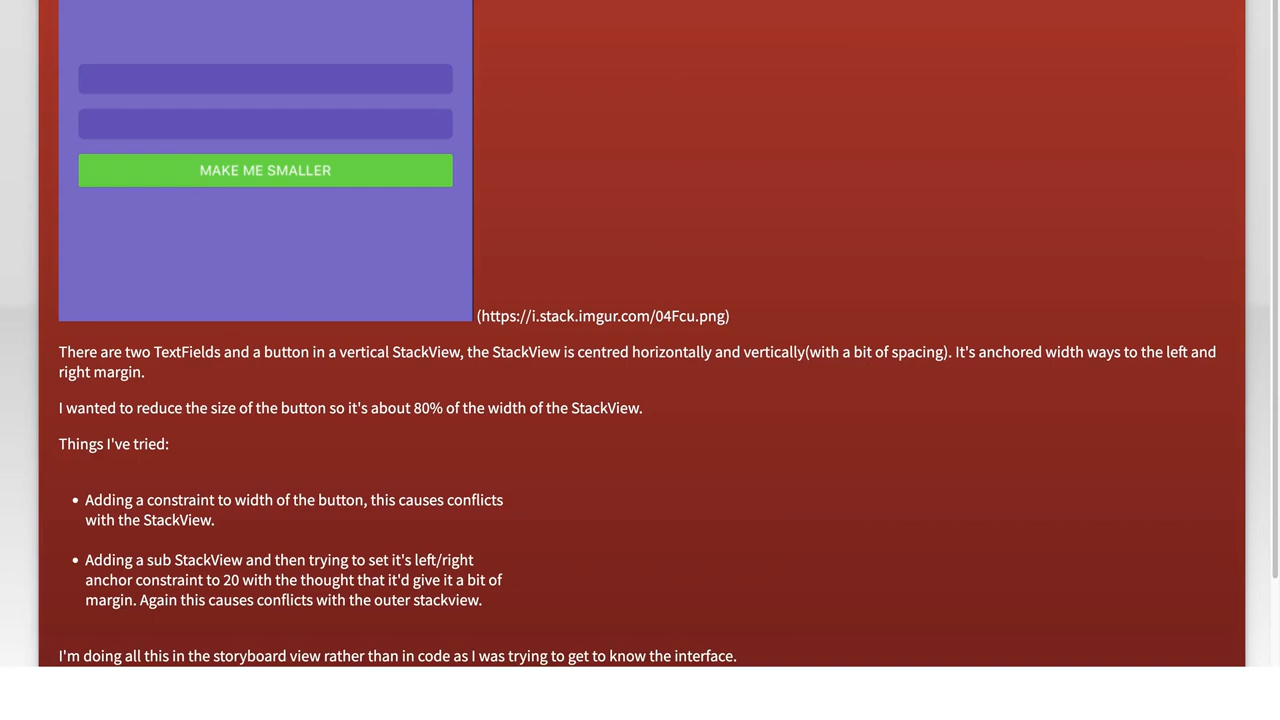 MAKE ME SMALLER
(https://i.stack.imgur.com/04Fcu.png)
There are two TextFields and a button in a vertical StackView, the StackView is centred horizontally and vertically(with a bit of spacing). It's anchored width ways to the left and
right margin.
I wanted to reduce the size of the button so it's about 80% of the width of the StackView.
Things I've tried:
• Adding a constraint to width of the button, this causes conflicts
with the StackView.
• Adding a sub StackView and then trying to set it's left/right
anchor constraint to 20 with the thought that it'd give it a bit of
margin. Again this causes conflicts with the outer stackview.
I'm doing all this in the storyboard view rather than in code as I was trying to get to know the interface.